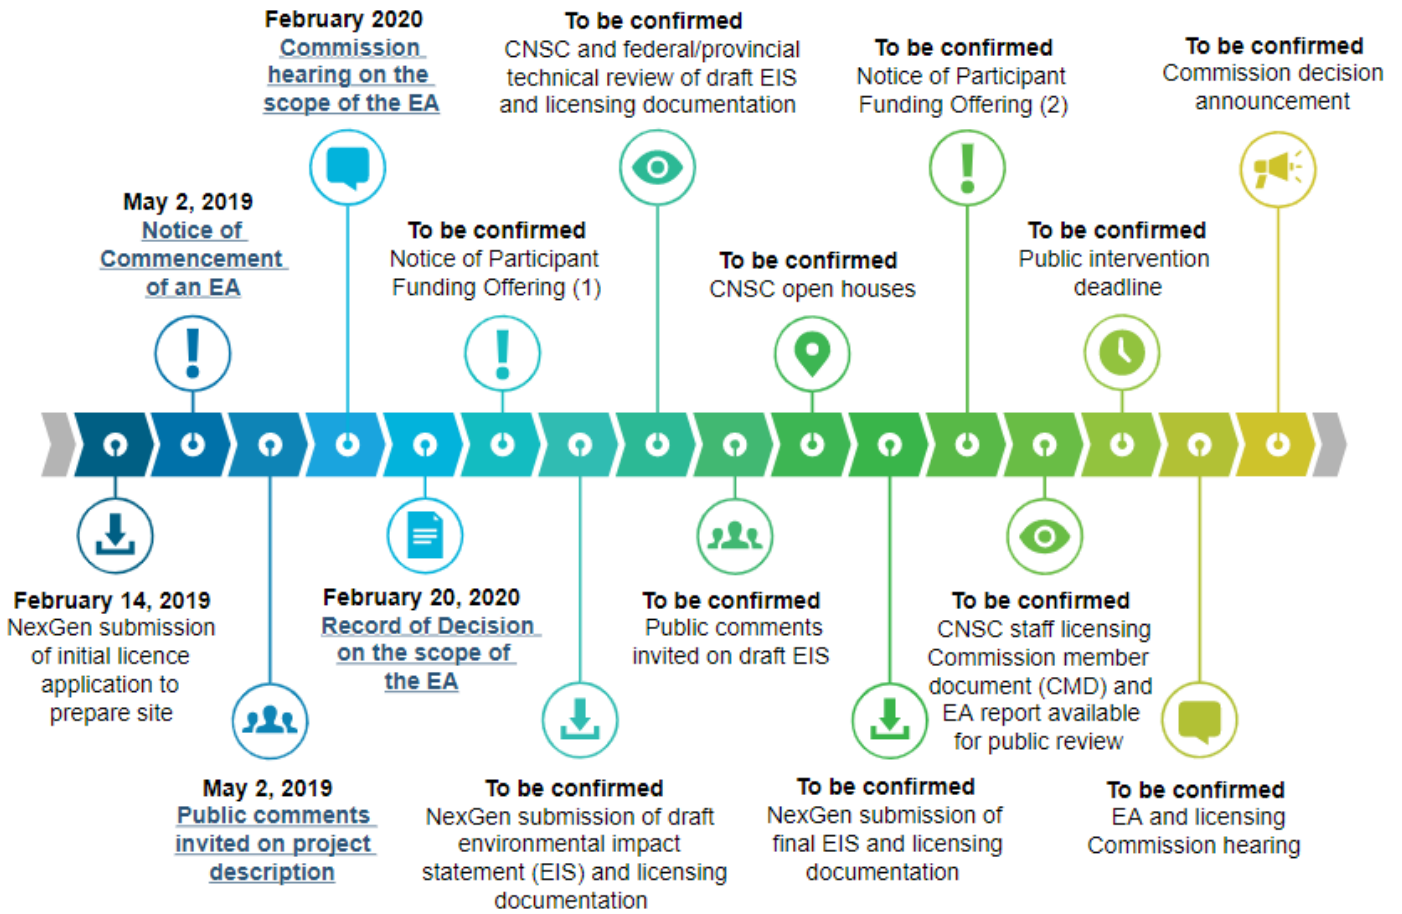 February 2020
Commission
hearing on the
scope of the EA
To be confirmed
CNSC and federal/provincial
technical review of draft EIS
and licensing documentation
To be confirmed
Notice of Participant
Funding Offering (2)
To be confirmed
Commission decision
announcement
May 2, 2019
Notice of
Commencement
of an EA
To be confirmed
Notice of Participant
Funding Offering (1)
To be confirmed
CNSC open houses
To be confirmed
Public intervention
deadline
February 14, 2019
NexGen submission
of initial licence
application to
prepare site
February 20, 2020
Record of Decision
on the scope of
the EA
To be confirmed
Public comments
invited on draft EIS
To be confirmed
CNSC staff licensing
Commission member
document (CMD) and
EA report available
for public review
May 2, 2019
Public comments
invited on project
description
To be confirmed
NexGen submission of draft
environmental impact
statement (EIS) and licensing
documentation
To be confirmed
NexGen submission of
final EIS and licensing
documentation
To be confirmed
EA and licensing
Commission hearing